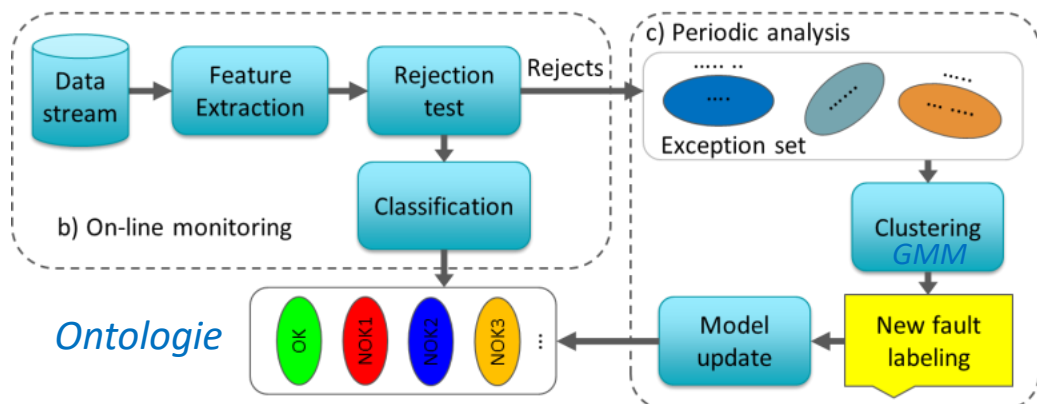 Data
stream
Feature
Extraction
Rejection
test
Rejects
Classification
b) On-line monitoring
c) Periodic analysis
Exception set
Clustering
GMM
New fault
labeling
Model
update
Ontologie
OK
NOK1
NOK2
NOK3
...